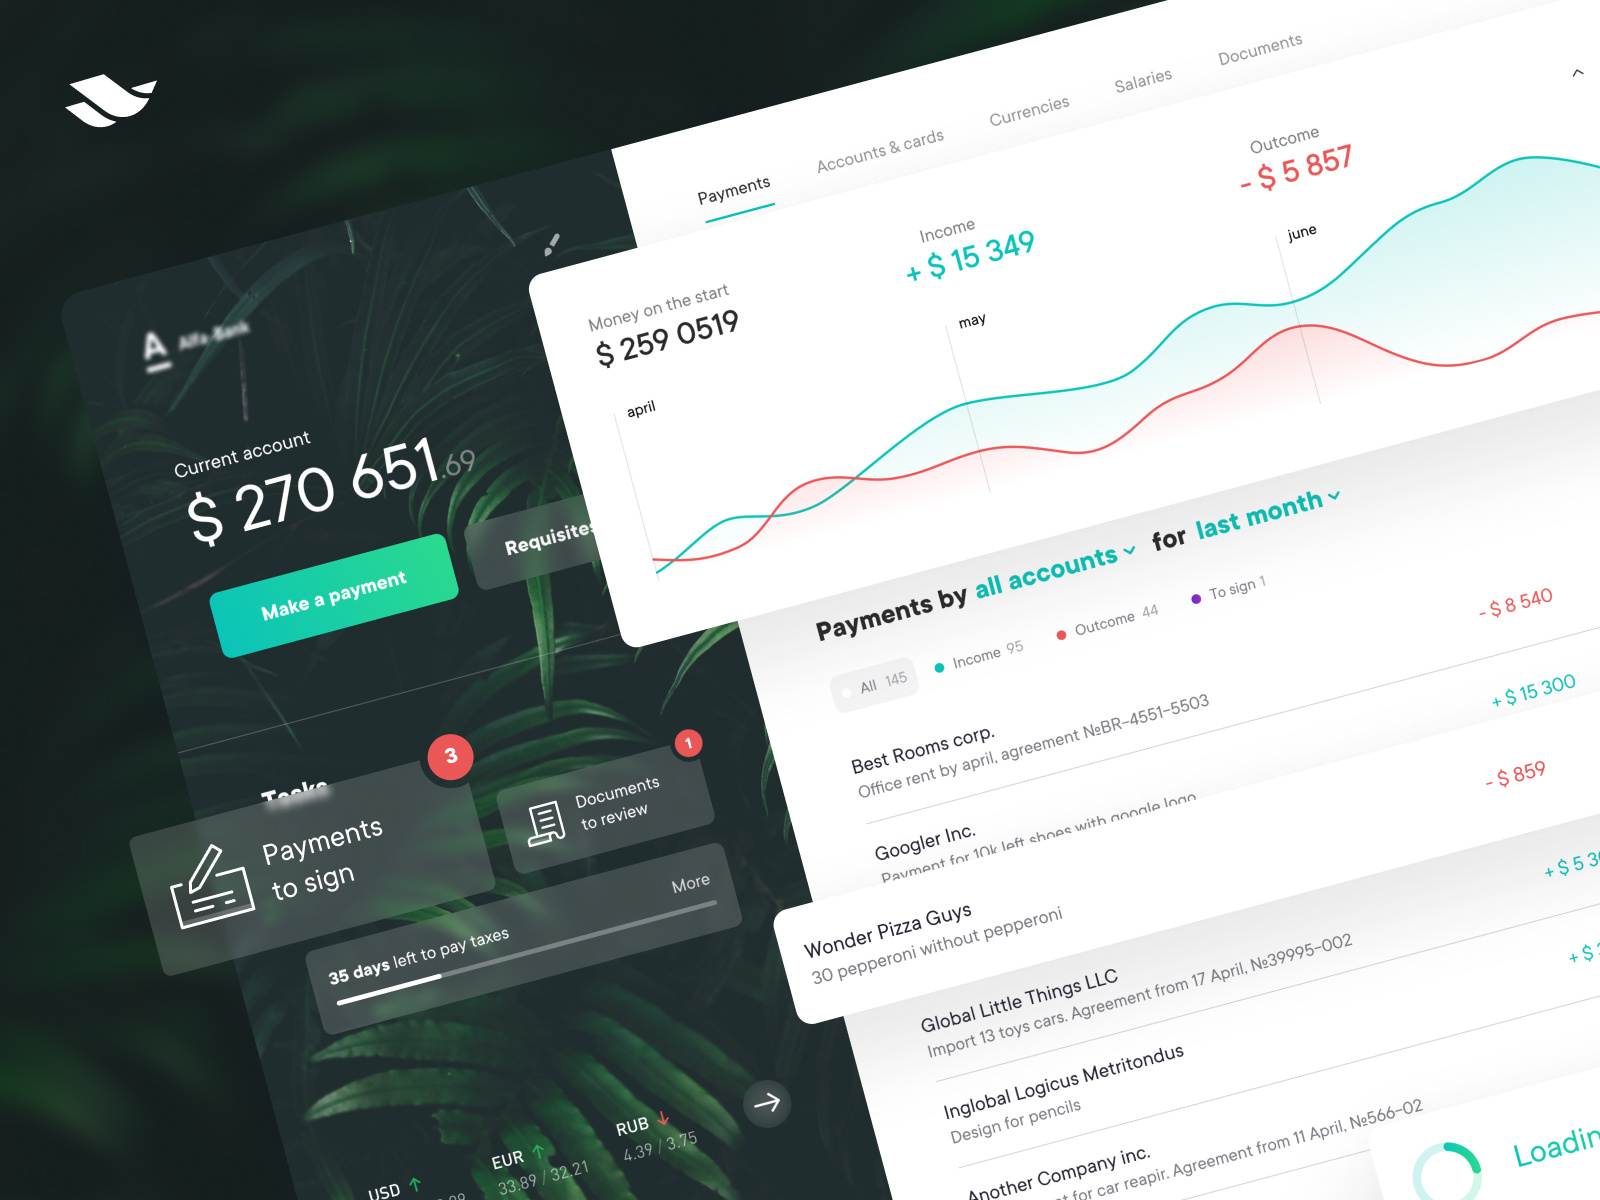 Payments
Accounts & cards
Currencies
Salaries
Documents
Money on the start
$ 259 0519
Income
+ $ 15 349
Outcome
- $ 5 857
april
may
june
A
Alfa-Bank
Current account
$ 270 651.69
Make a payment
Requisites
Tasks
3
Payments
to sign
1
Documents
to review
35 days left to pay taxes
More
USD
EUR
33.89 / 32.21
RUB
4.39 / 3.75
Payments by all accounts for last month
All 145
Income 95
Outcome 44
To sign 1
Best Rooms corp.
- $ 8 540
Office rent by april, agreement №BR-4551-5503
Googler Inc.
+ $ 15 300
Payment for 10k left shoes with google logo
Wonder Pizza Guys
- $ 859
30 pepperoni without pepperoni
Global Little Things LLC
+ $ 5 3
Import 13 toys cars. Agreement from 17 April, №39995-002
Inglobal Logicus Metritondus
+ $
Design for pencils
Another Company inc.
t for car reapir. Agreement from 11 April, №566-02
Loadin